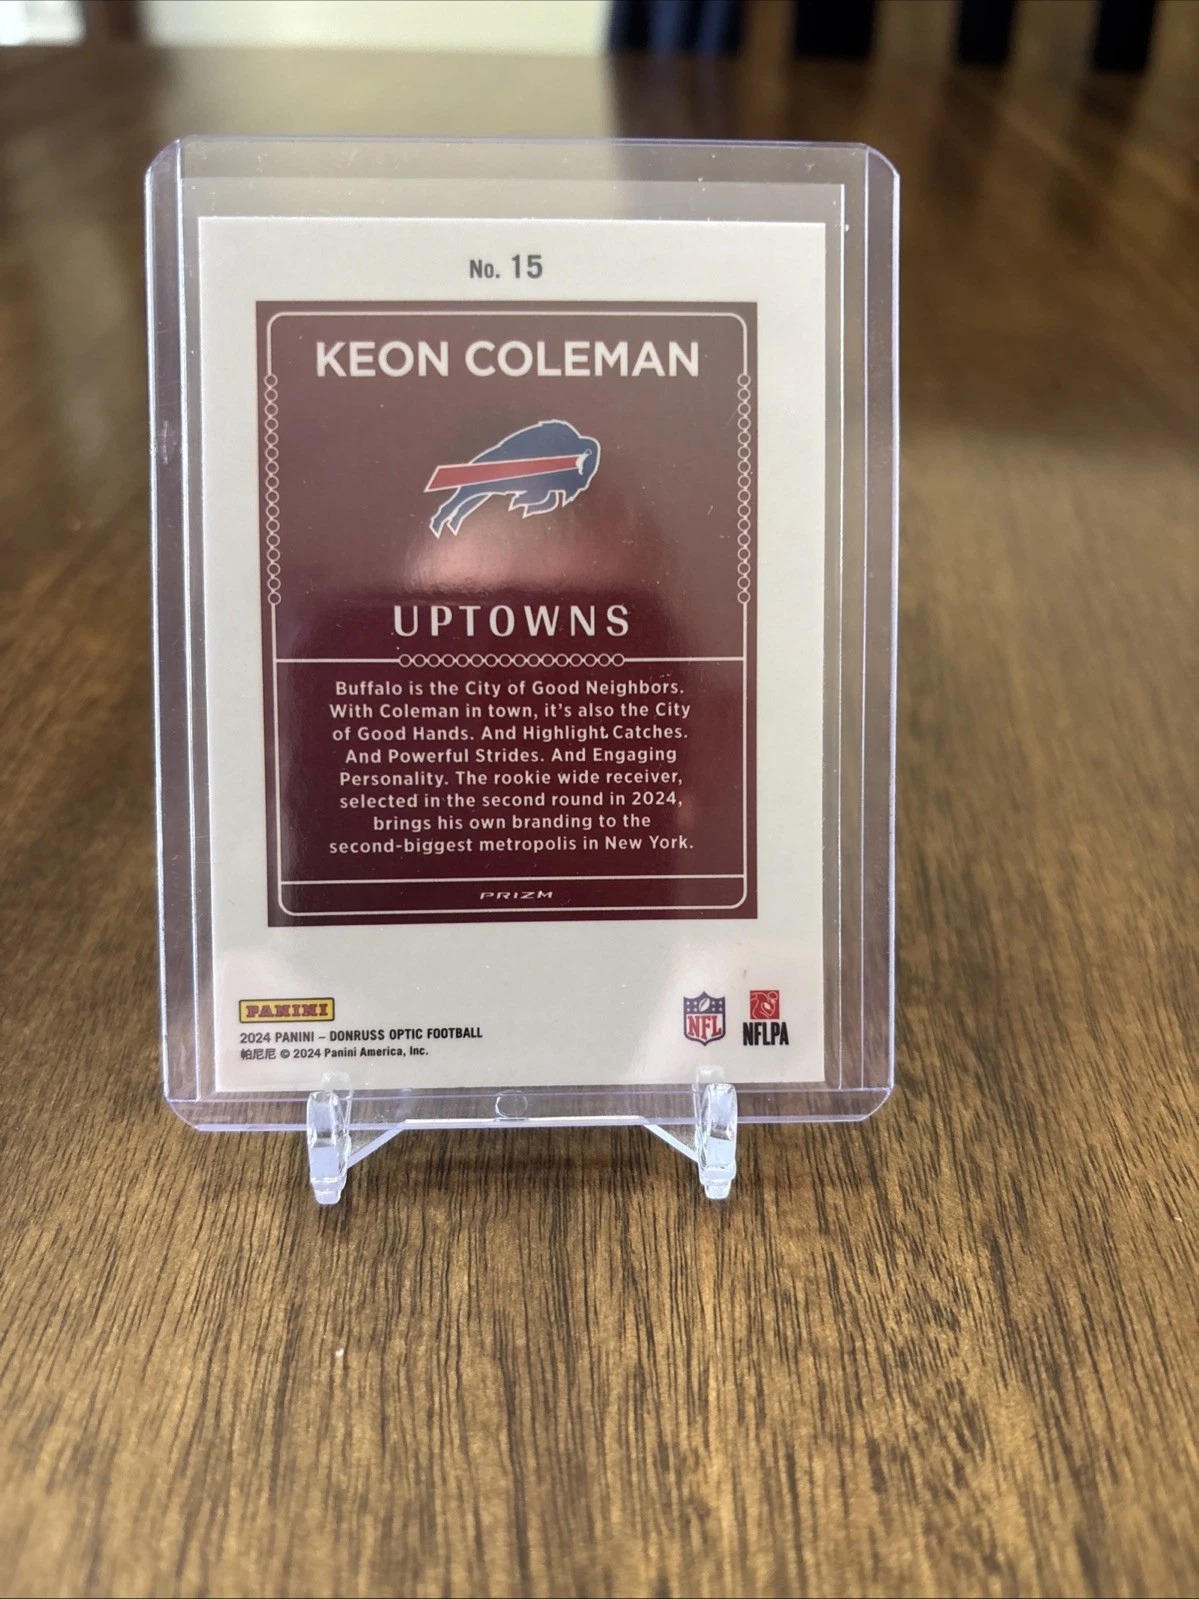 No. 15
KEON COLEMAN
UPTOWNS
Buffalo is the City of Good Neighbors.
With Coleman in town, it's also the City
of Good Hands. And Highlight Catches.
And Powerful Strides. And Engaging
Personality. The rookie wide receiver,
selected in the second round in 2024,
brings his own branding to the
second-biggest metropolis in New York.
PRIZM
PANINI
2024 PANINI – DONRUSS OPTIC FOOTBALL
帕尼尼 © 2024 Panini America, Inc.
NFL
NFLPA